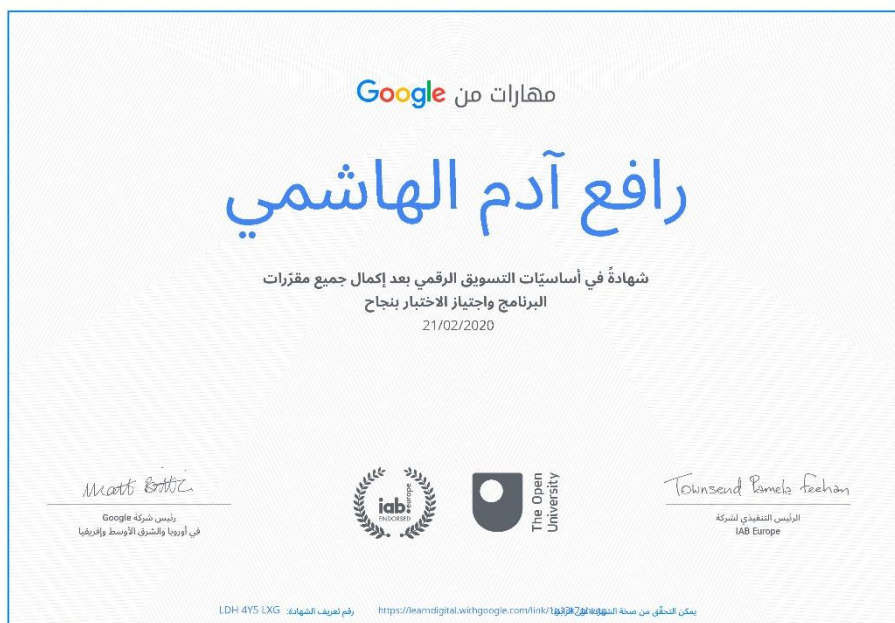 مهارات من Google
رافع آدم الهاشمي
شهادةً في أساسيّات التسويق الرقمي بعد إكمال جميع مقرّرات
البرنامج واجتياز الاختبار بنجاح
21/02/2020
Townsend Pamela Feehan
الرئيس التنفيذي لشركة
IAB Europe
The Open
University
iab europe
ENDORSED
Matt
رئيس شركة Google
في أوروبا والشرق الأوسط وإفريقيا
يمكن التحقّق من صحة الشهادة
https://learndigital.withgoogle.com/link/
رقم تعريف الشهادة: LDH 4Y5 LXG